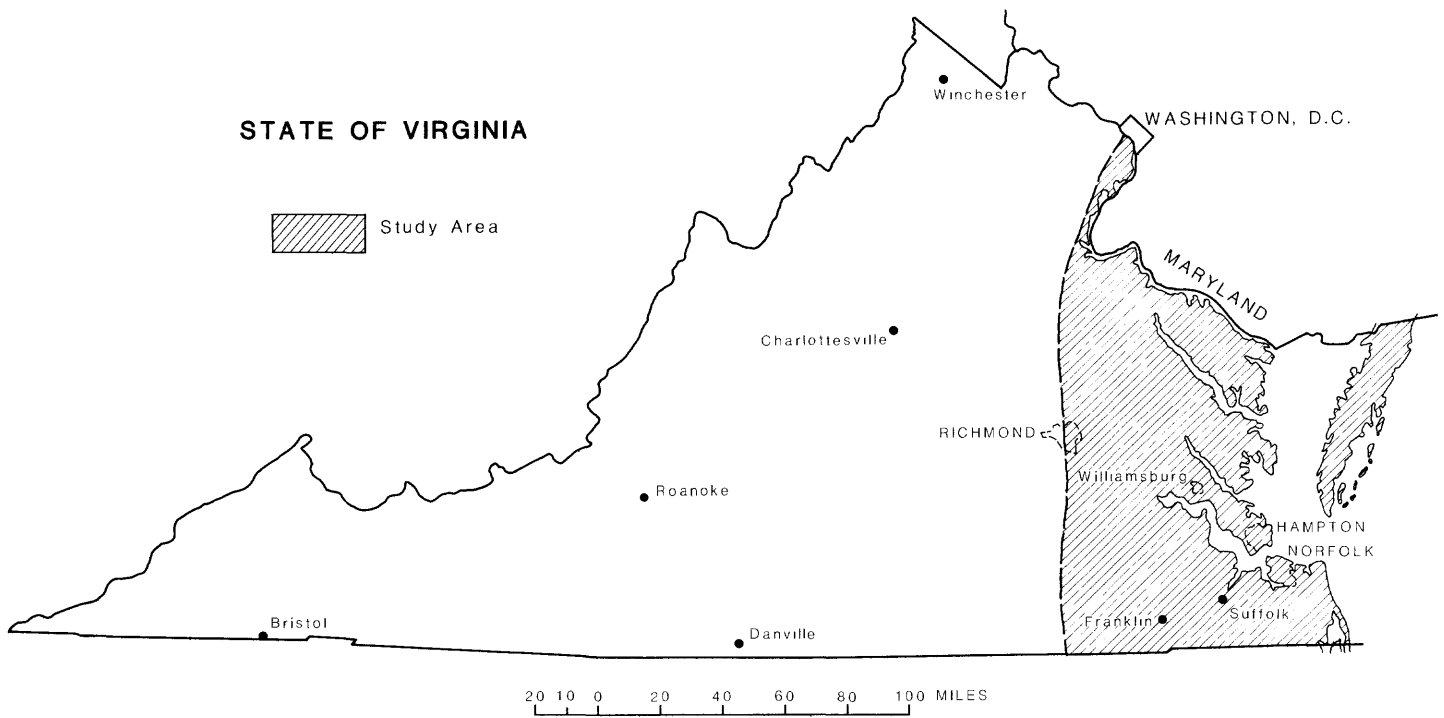 Winchester
WASHINGTON, D.C.
STATE OF VIRGINIA
Study Area
MARYLAND
Charlottesville
RICHMOND
Williamsburg
Roanoke
HAMPTON
NORFOLK
Suffolk
Franklin
Bristol
Danville
20 10 0 20 40 60 80 100 MILES